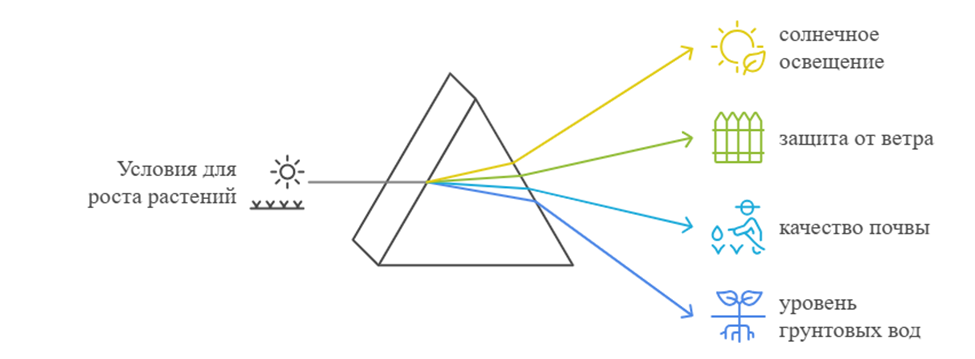 Условия для
роста растений
солнечное
освещение
защита от ветра
качество почвы
уровень
грунтовых вод